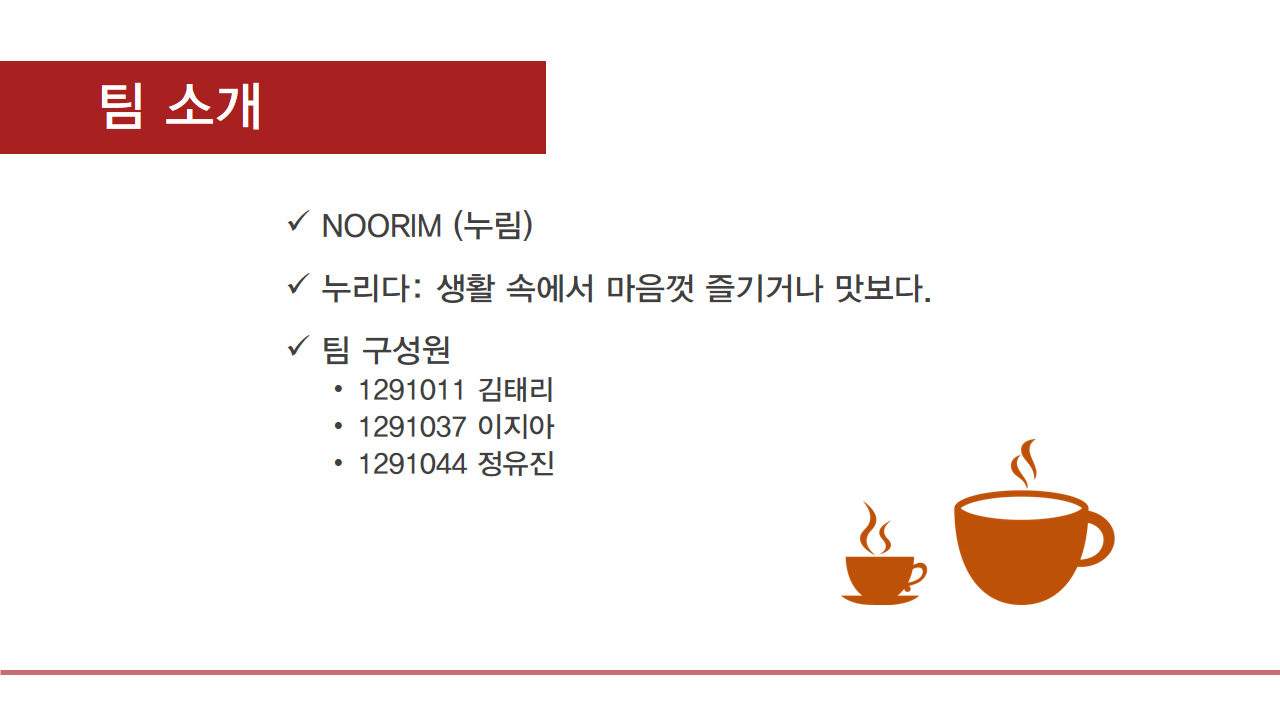 팀 소개
✓ NOORIM (누림)
✓ 누리다: 생활 속에서 마음껏 즐기거나 맛보다.
✓ 팀 구성원
• 1291011 김태리
• 1291037 이지아
• 1291044 정유진